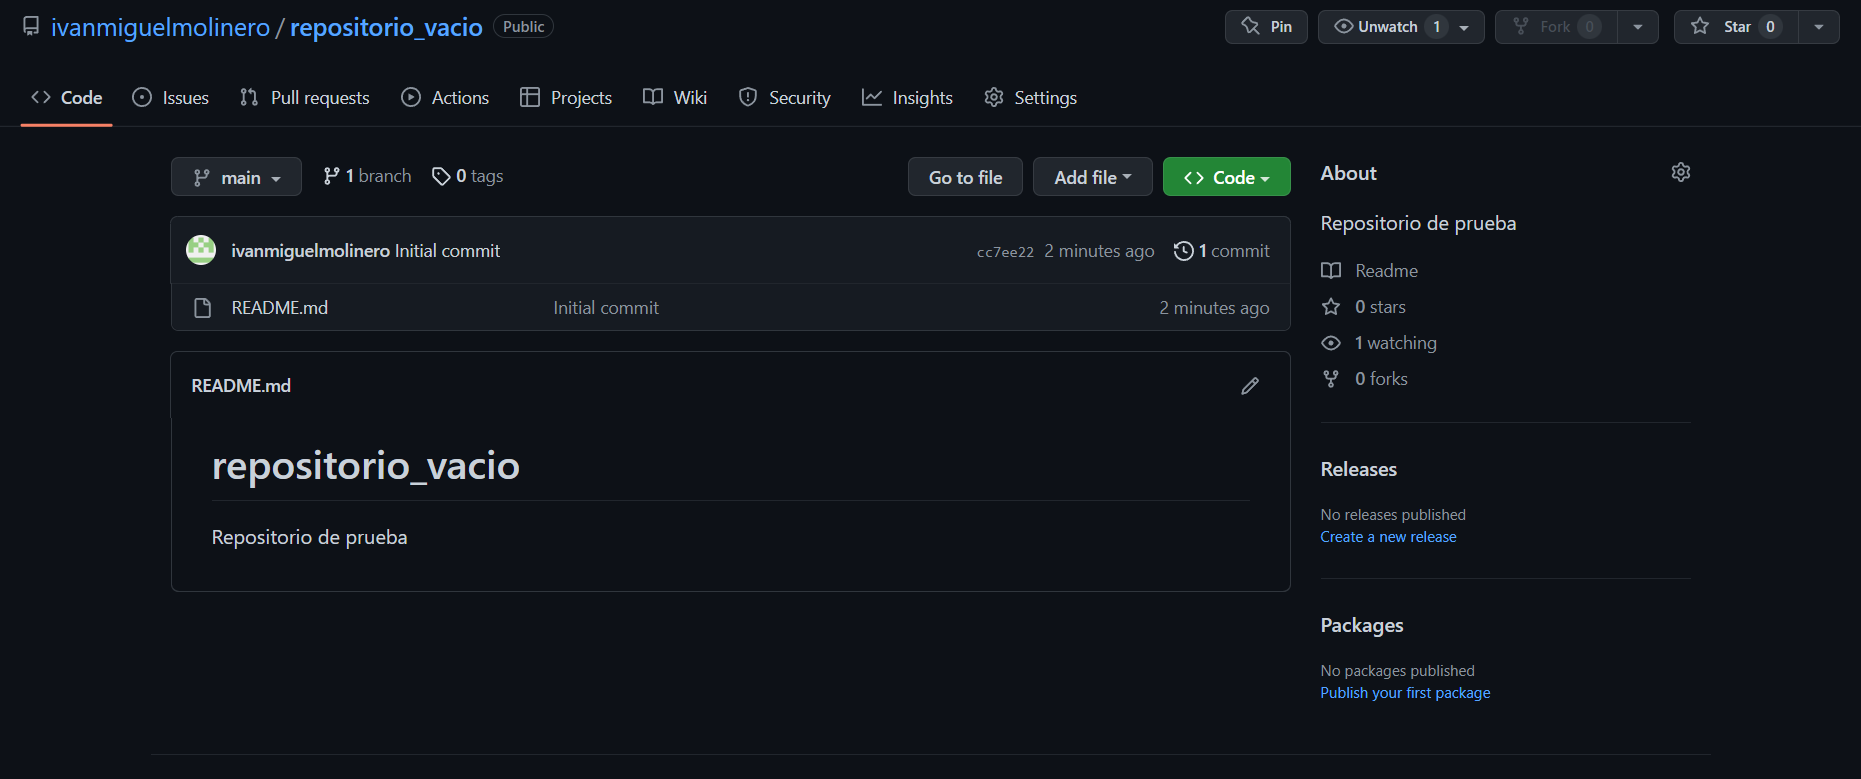 ivanmiguelmolinero / repositorio_vacio Public Pin Unwatch 1 Fork 0 Star 0
Code Issues Pull requests Actions Projects Wiki Security Insights Settings
main 1 branch 0 tags Go to file Add file Code
ivanmiguelmolinero Initial commit cc7ee22 2 minutes ago 1 commit
README.md Initial commit 2 minutes ago
README.md
repositorio_vacio
Repositorio de prueba
About
Repositorio de prueba
Readme
0 stars
1 watching
0 forks
Releases
No releases published
Create a new release
Packages
No packages published
Publish your first package